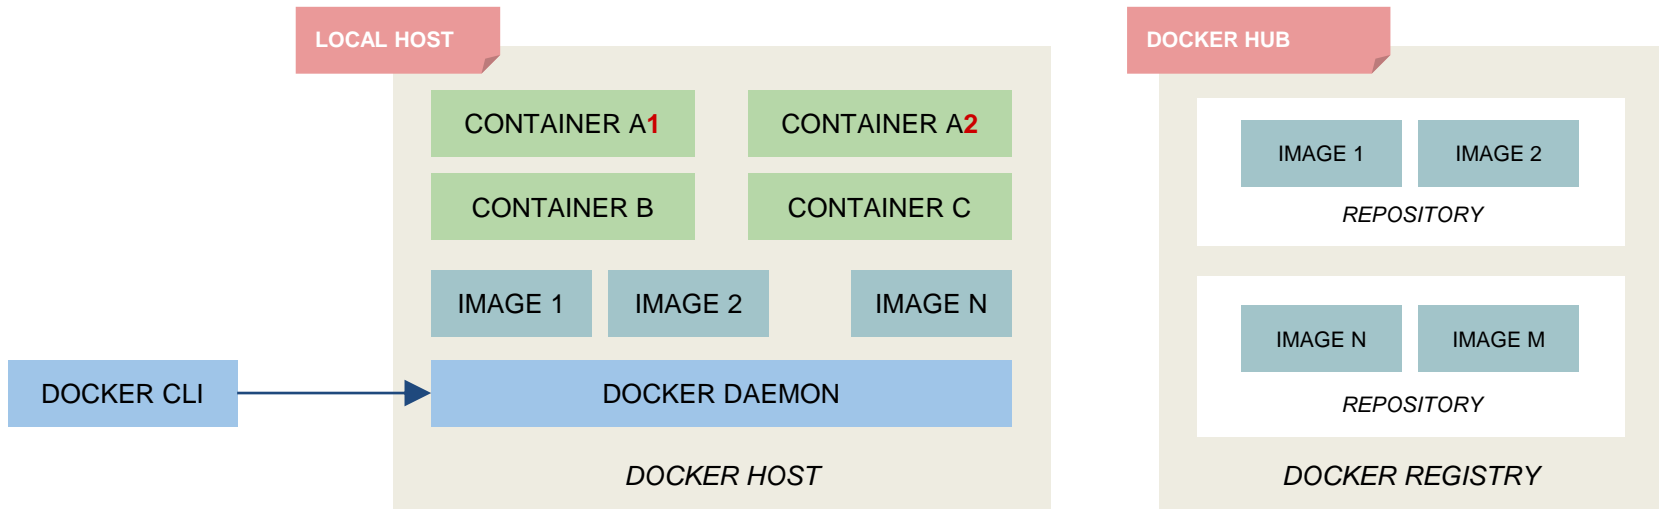 LOCAL HOST
CONTAINER A1
CONTAINER A2
CONTAINER B
CONTAINER C
IMAGE 1
IMAGE 2
IMAGE N
DOCKER CLI
DOCKER DAEMON
DOCKER HOST
DOCKER HUB
IMAGE 1
IMAGE 2
REPOSITORY
IMAGE N
IMAGE M
REPOSITORY
DOCKER REGISTRY